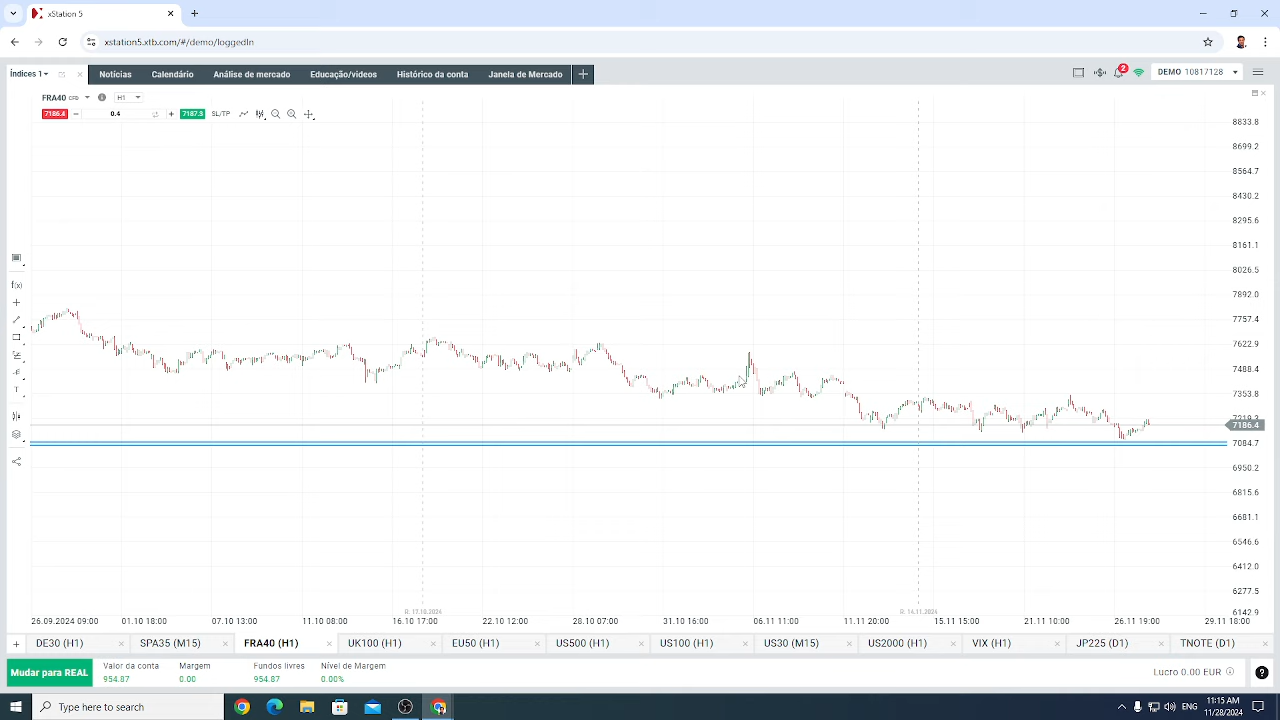 xStation 5
xstation5.xtb.com/#/demo/loggedIn
Índices 1
Notícias
Calendário
Análise de mercado
Educação/vídeos
Histórico da conta
Janela de Mercado
2
DEMO 10817128
FRA40 CFD
H1
7186.4
0.4
7187.3
SL/TP
8833.8
8699.2
8564.7
8430.2
8295.6
8161.1
8026.5
7892.0
7757.4
7622.9
7488.4
7353.8
7186.4
7084.7
6950.2
6815.6
6681.1
6546.6
6412.0
6277.5
6142.9
f(x)
T
R. 17.10.2024
R. 14.11.2024
26.09.2024 09:00
01.10 18:00
07.10 13:00
11.10 08:00
16.10 17:00
22.10 12:00
28.10 07:00
31.10 16:00
06.11 11:00
11.11 20:00
15.11 15:00
21.11 10:00
26.11 19:00
29.11 18:00
DE30 (H1)
SPA35 (M15)
FRA40 (H1)
UK100 (H1)
EU50 (H1)
US500 (H1)
US100 (H1)
US30 (M15)
US2000 (H1)
VIX (H1)
JP225 (D1)
TNOTE (D1)
Mudar para REAL
Valor da conta
954.87
Margem
0.00
Fundos livres
954.87
Nível de Margem
0.00%
Lucro 0.00 EUR
Type here to search
11:15 AM
11/28/2024